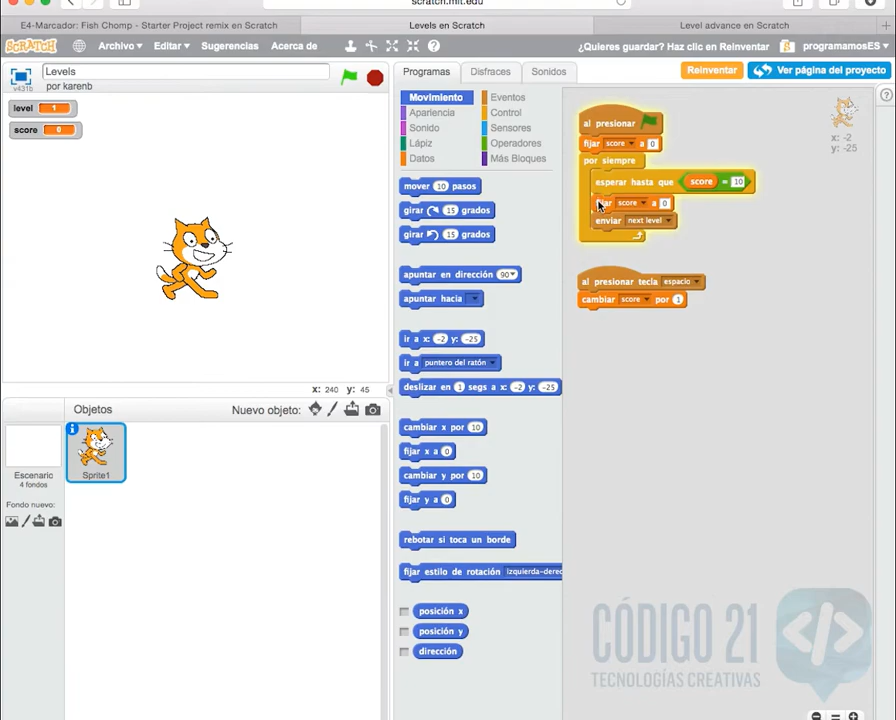 scratch.mit.edu
E4-Marcador: Fish Chomp - Starter Project remix en Scratch
Levels en Scratch
Level advance en Scratch
SCRATCH
Archivo
Editar
Sugerencias
Acerca de
¿Quieres guardar? Haz clic en Reinventar
programamosES
Levels
por karenb
v431b
Programas
Disfraces
Sonidos
Reinventar
Ver página del proyecto
level 1
score 0
Movimiento
Apariencia
Sonido
Lápiz
Datos
Eventos
Control
Sensores
Operadores
Más Bloques
mover 10 pasos
girar 15 grados
girar 15 grados
apuntar en dirección 90
apuntar hacia
ir a x: -2 y: -25
ir a puntero del ratón
deslizar en 1 segs a x: -2 y: -25
cambiar x por 10
fijar x a 0
cambiar y por 10
fijar y a 0
rebotar si toca un borde
fijar estilo de rotación izquierda-derec
posición x
posición y
dirección
al presionar
fijar score a 0
por siempre
esperar hasta que score = 10
fijar score a 0
enviar next level
al presionar tecla espacio
cambiar score por 1
x: -2
y: -25
x: 240 y: 45
Objetos
Nuevo objeto:
Escenario
4 fondos
Fondo nuevo:
Sprite1
CÓDIGO 21
TECNOLOGÍAS CREATIVAS